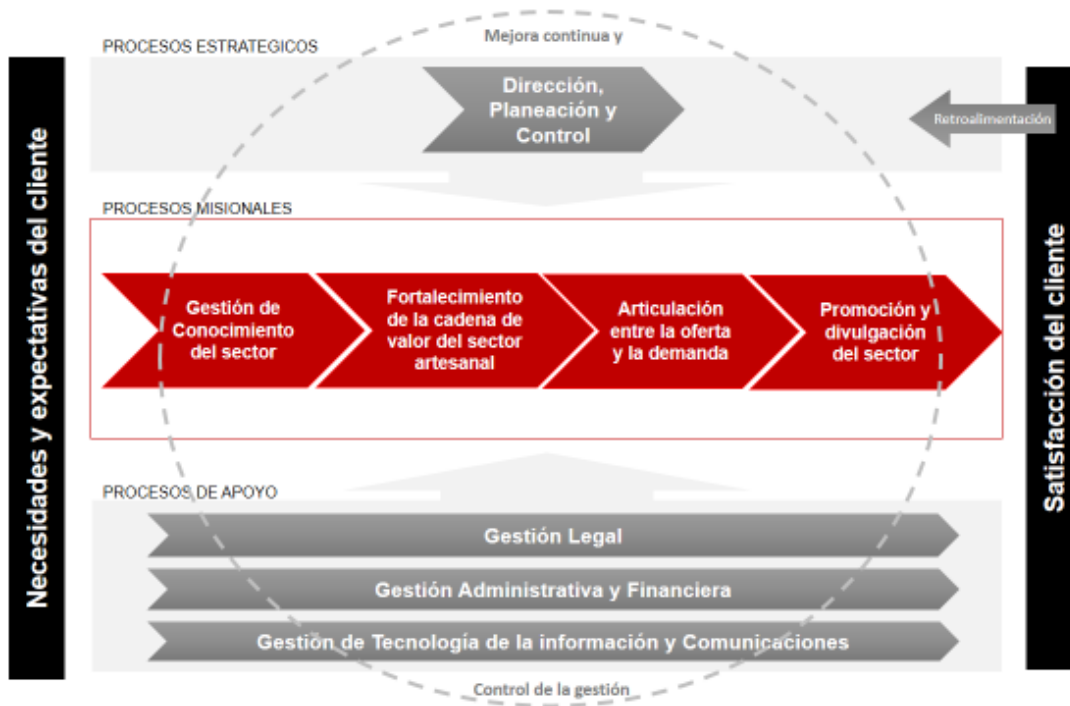 Mejora continua y
PROCESOS ESTRATEGICOS
Dirección,
Planeación y
Control
Retroalimentación
Necesidades y expectativas del cliente
PROCESOS MISIONALES
Gestión de
Conocimiento
del sector
Fortalecimiento
de la cadena de
valor del sector
artesanal
Articulación
entre la oferta
y la demanda
Promoción y
divulgación
del sector
Satisfacción del cliente
PROCESOS DE APOYO
Gestión Legal
Gestión Administrativa y Financiera
Gestión de Tecnología de la información y Comunicaciones
Control de la gestión